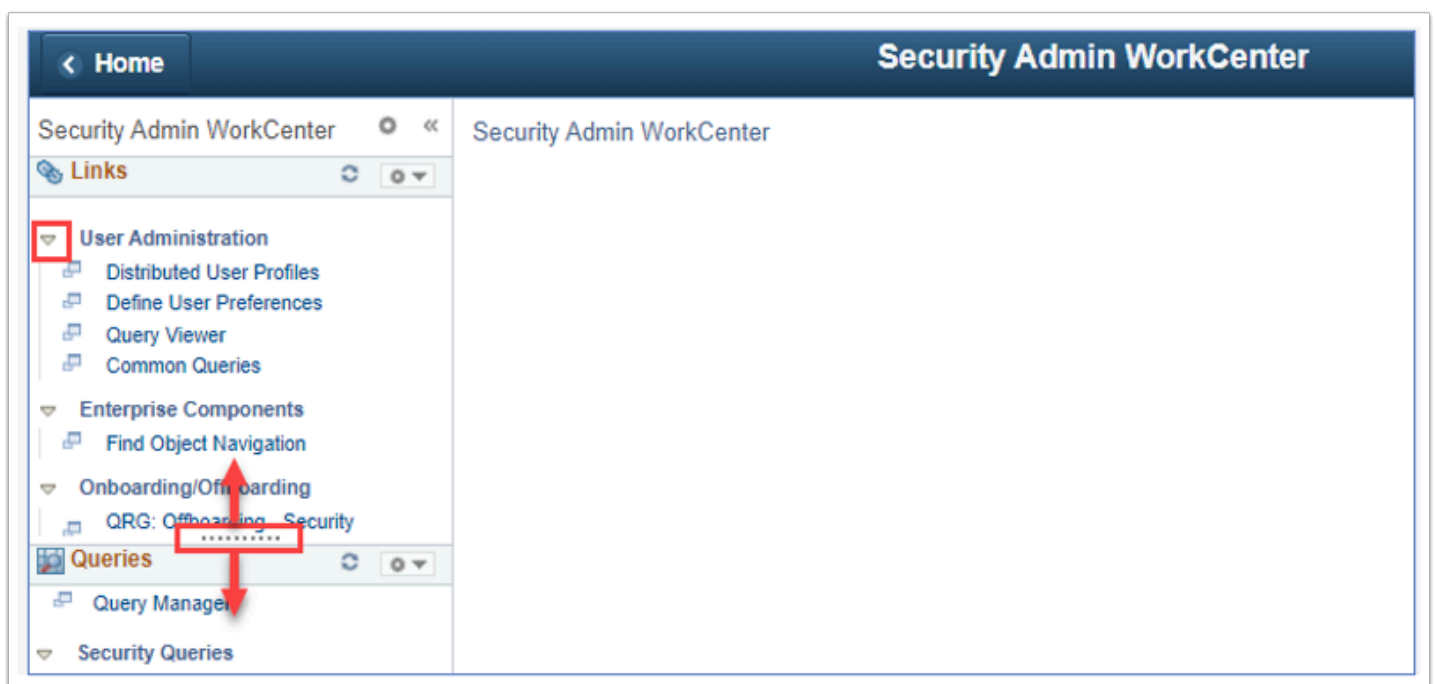 Home
Security Admin WorkCenter
Security Admin WorkCenter
Security Admin WorkCenter
Links
User Administration
Distributed User Profiles
Define User Preferences
Query Viewer
Common Queries
Enterprise Components
Find Object Navigation
Onboarding/Offboarding
QRG: Offboarding - Security
Queries
Query Manager
Security Queries